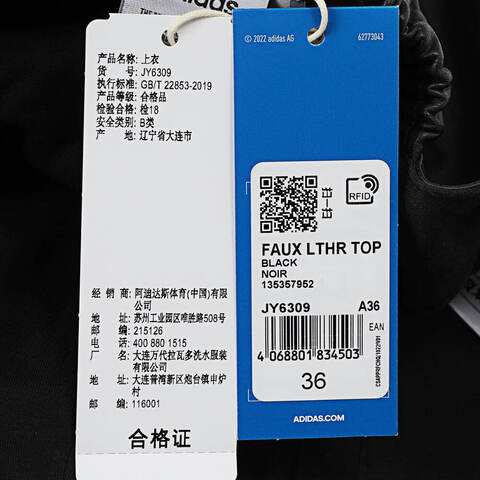 adidas
产品名称: 上衣
货 号: JY6309
执行标准: GB/T 22853-2019
产品等级: 合格品
检验合格: 检18
安全类别: B类
产 地: 辽宁省大连市
经 销 商: 阿迪达斯体育(中国)有限
公司
地 址: 苏州工业园区唯胜路508号
邮 编: 215126
电 话: 400 880 1515
厂 名: 大连万代拉瓦多洗水服装
有限公司
地 址: 大连普湾新区炮台镇申炉
村
邮 编: 116001
合格证
© 2022 adidas AG
62773043
RFID
FAUX LTHR TOP
BLACK
NOIR
135357952
JY6309
A36
EAN
4 068801 834503
36
ADIDAS.COM